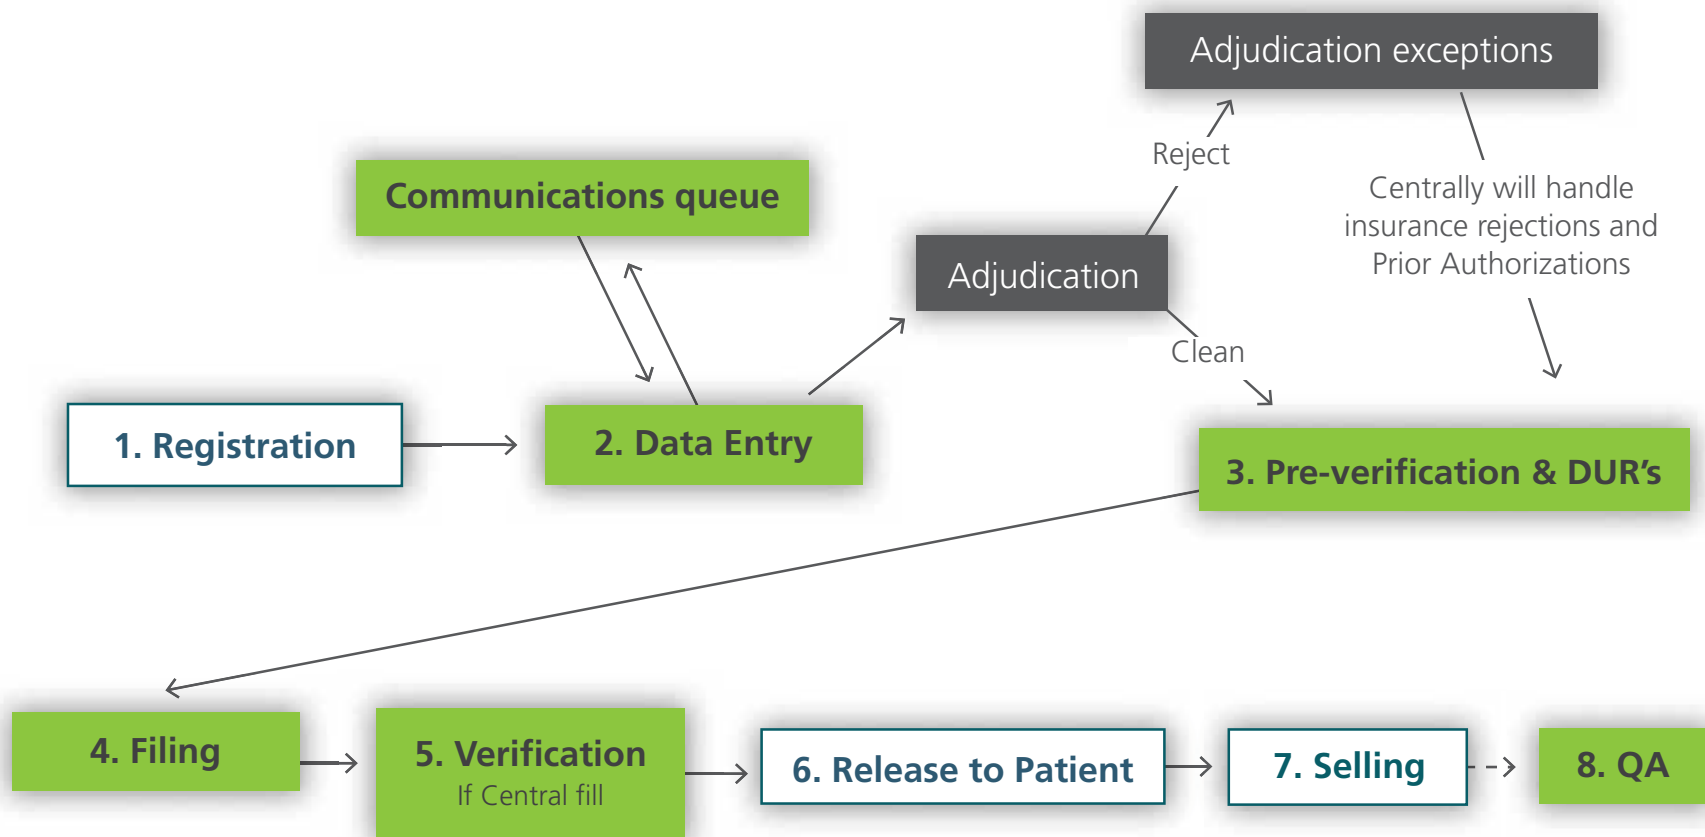 Adjudication exceptions
Reject
Communications queue
Centrally will handle
insurance rejections and
Prior Authorizations
Adjudication
Clean
1. Registration
2. Data Entry
3. Pre-verification & DUR’s
4. Filing
5. Verification
If Central fill
6. Release to Patient
7. Selling
8. QA